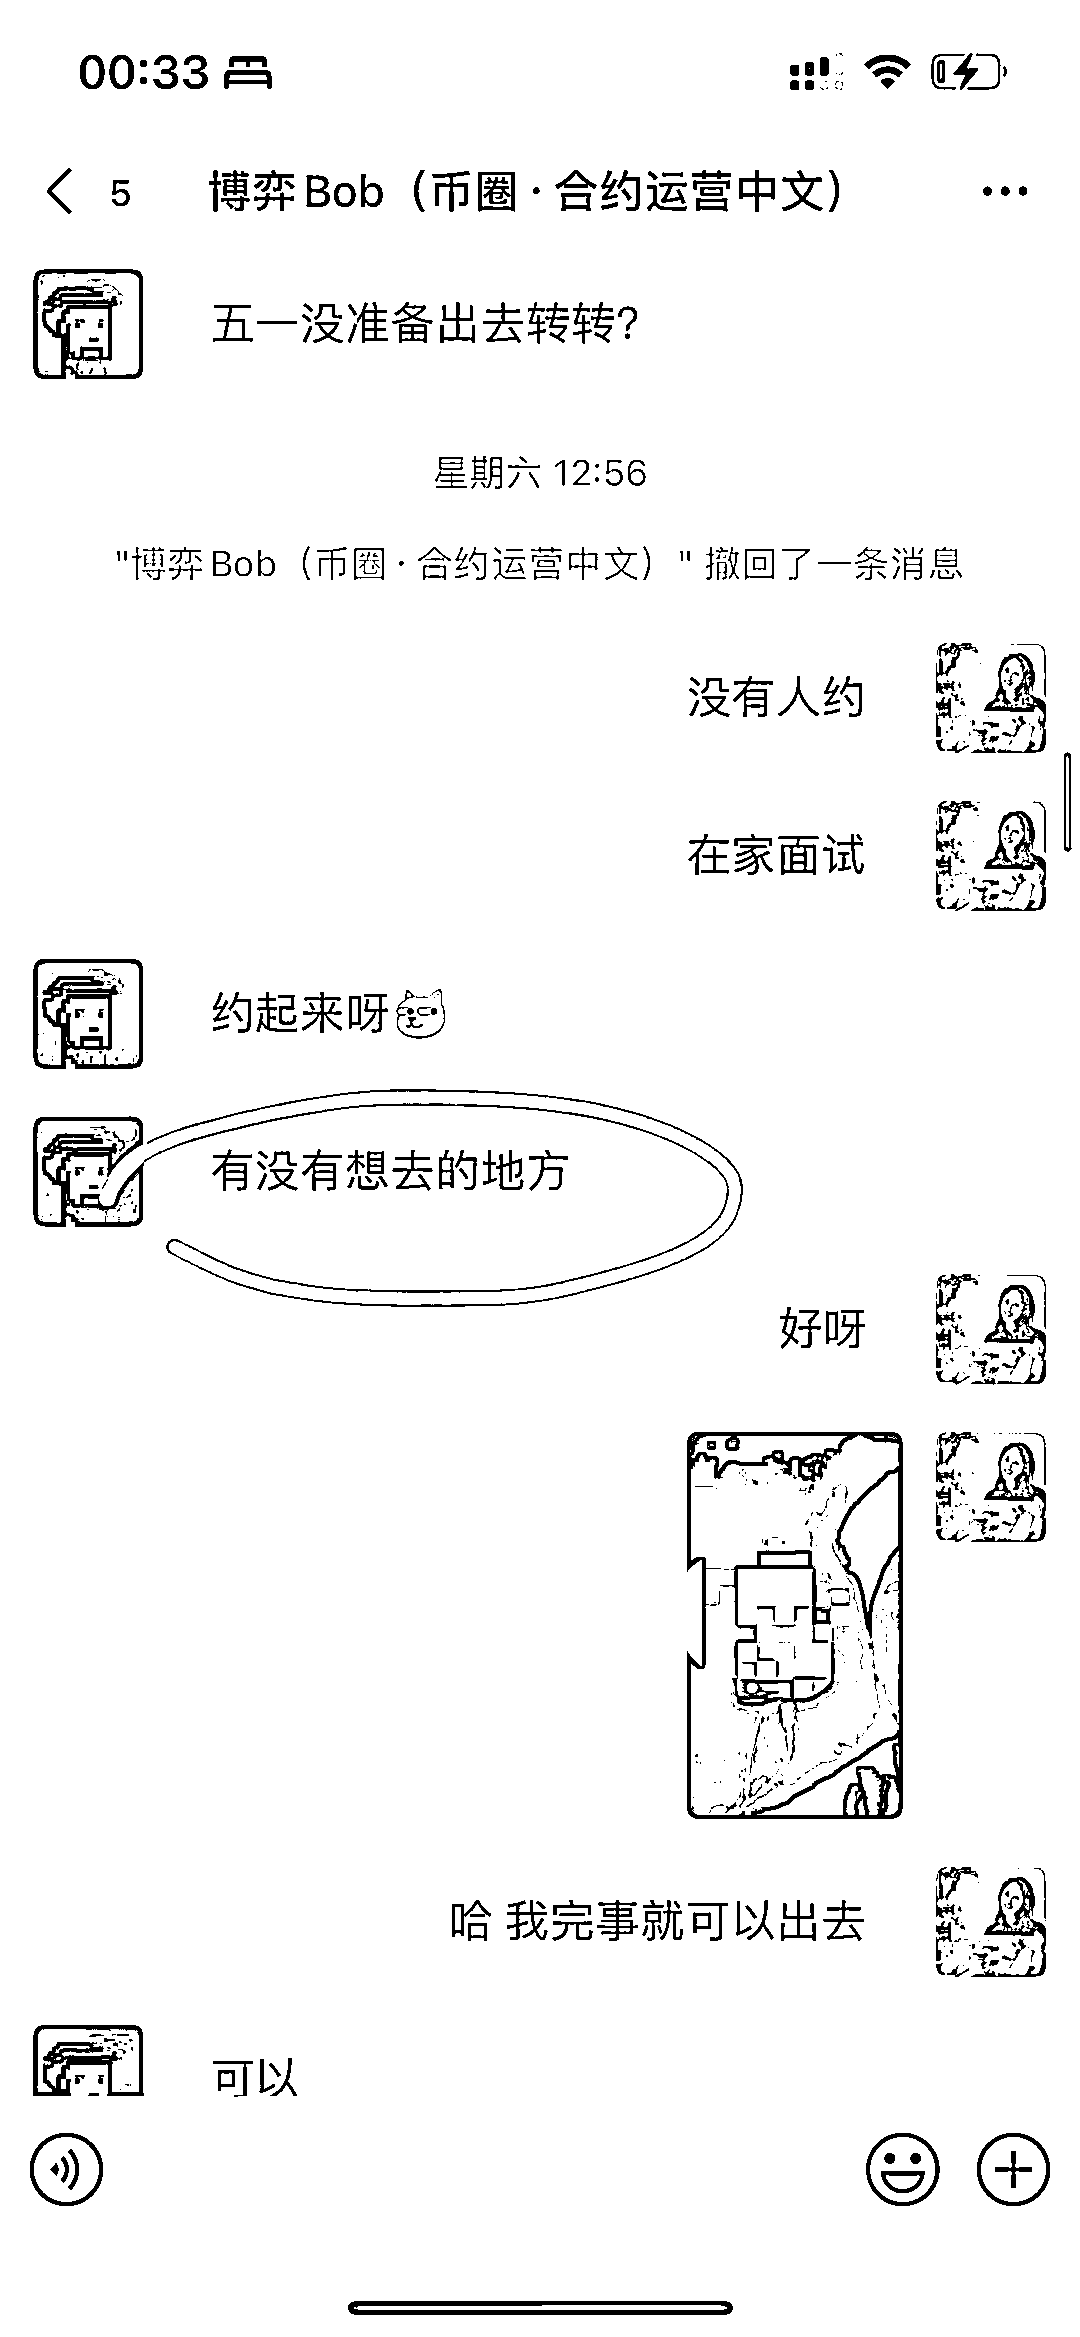 00:33
5 博弈Bob（币圈·合约运营中文）
五一没准备出去转转?
星期六 12:56
"博弈Bob（币圈·合约运营中文）" 撤回了一条消息
没有人约
在家面试
约起来呀
有没有想去的地方
好呀
哈 我完事就可以出去
可以